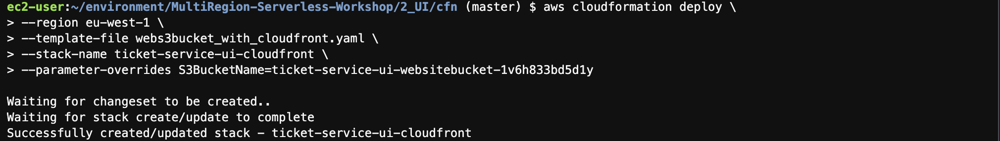 ec2-user:~/environment/MultiRegion-Serverless-Workshop/2_UI/cfn (master) $ aws cloudformation deploy \
> --region eu-west-1 \
> --template-file webs3bucket_with_cloudfront.yaml \
> --stack-name ticket-service-ui-cloudfront \
> --parameter-overrides S3BucketName=ticket-service-ui-websitebucket-1v6h833bd5d1y
Waiting for changeset to be created..
Waiting for stack create/update to complete
Successfully created/updated stack - ticket-service-ui-cloudfront